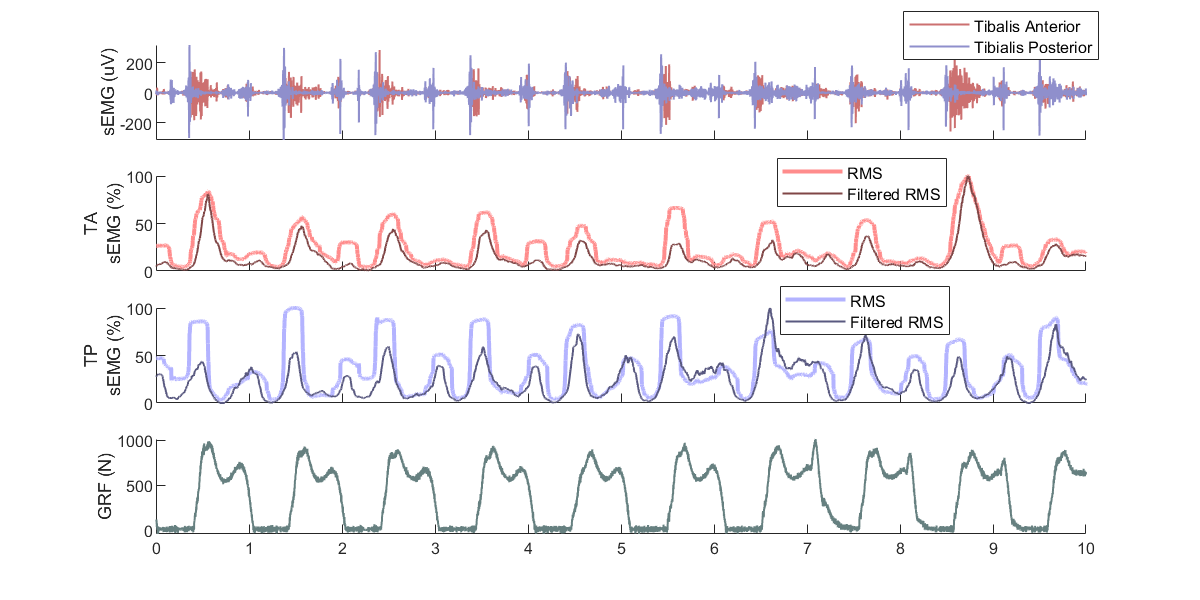 Tibalis Anterior
Tibialis Posterior
sEMG (uV)
200
0
-200
RMS
Filtered RMS
TA
sEMG (%)
100
50
0
RMS
Filtered RMS
TP
sEMG (%)
100
50
0
GRF (N)
1000
500
0
0 1 2 3 4 5 6 7 8 9 10